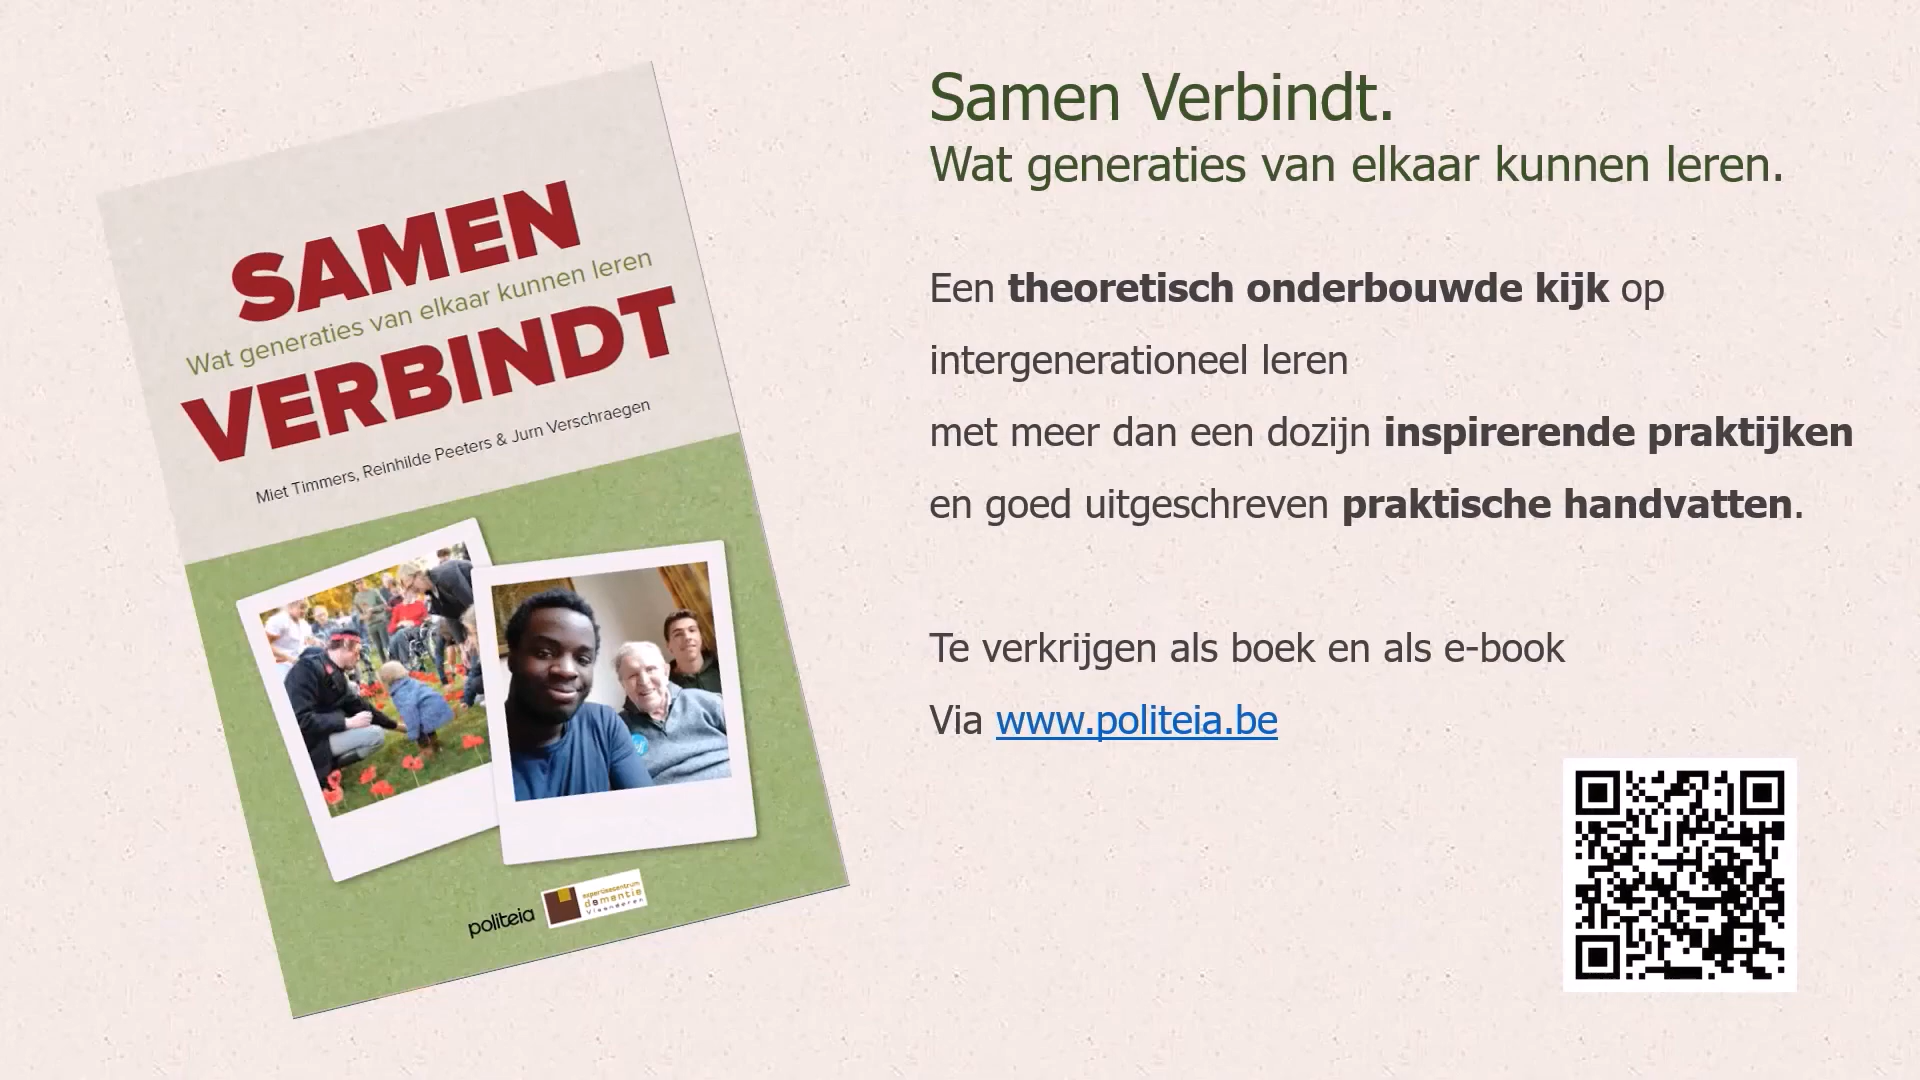 SAMEN
Wat generaties van elkaar kunnen leren
VERBINDT
Miet Timmers, Reinhilde Peeters & Jurn Verschraegen
politeia
expertisecentrum
dementie
Vlaanderen
Samen Verbindt.
Wat generaties van elkaar kunnen leren.
Een theoretisch onderbouwde kijk op
intergenerationeel leren
met meer dan een dozijn inspirerende praktijken
en goed uitgeschreven praktische handvatten.
Te verkrijgen als boek en als e-book
Via www.politeia.be